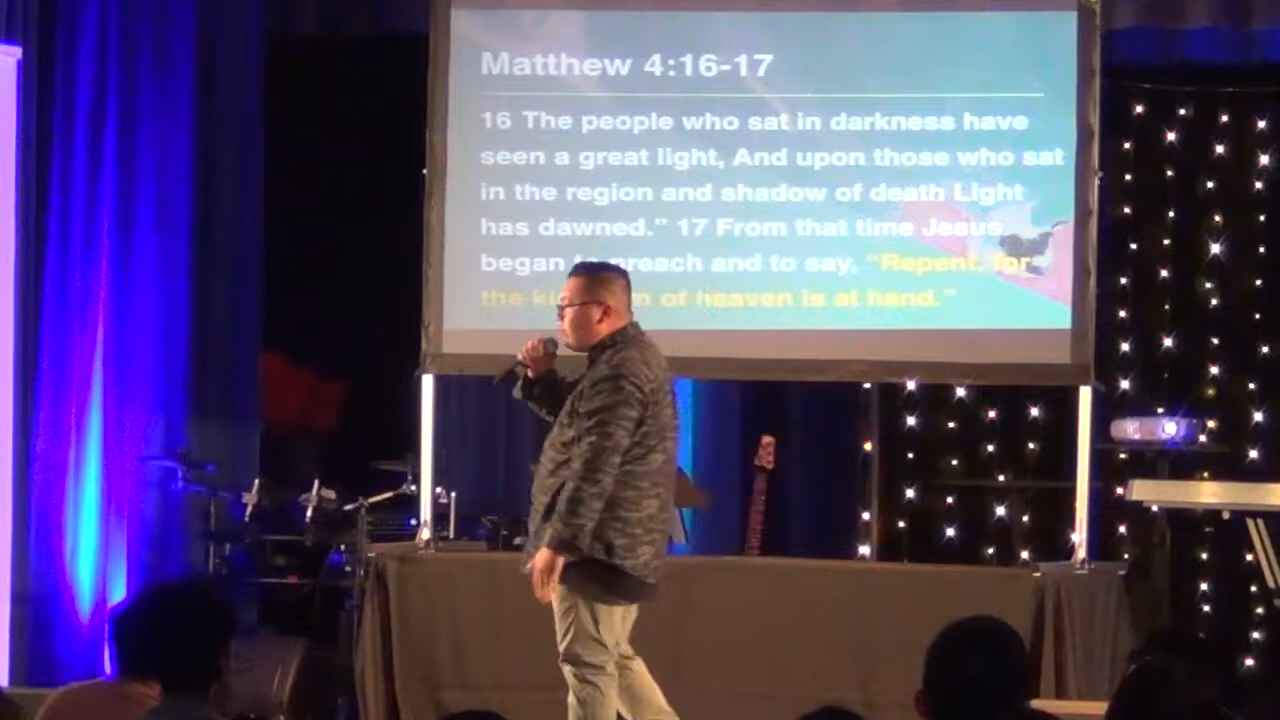 Matthew 4:16-17
16 The people who sat in darkness have
seen a great light, And upon those who sat
in the region and shadow of death Light
has dawned.” 17 From that time Jesus
began to preach and to say, “Repent, for
the kingdom of heaven is at hand.”